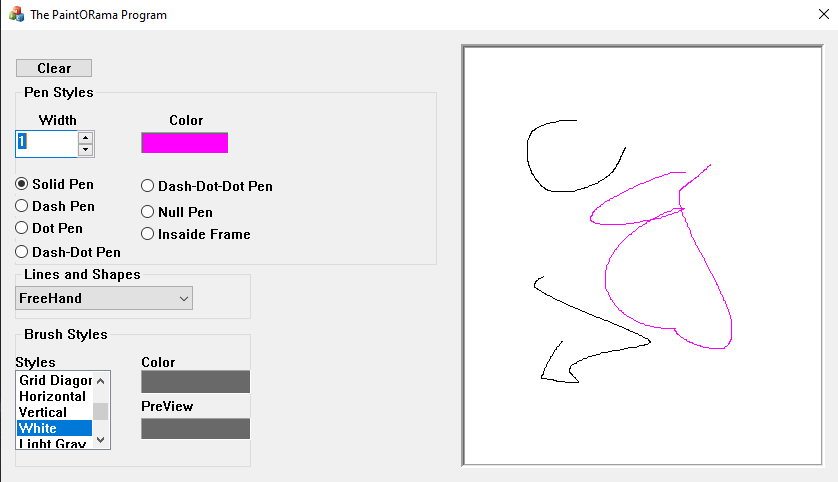 The PaintORama Program
Clear
Pen Styles
Width
Color
1
Solid Pen
Dash-Dot-Dot Pen
Dash Pen
Null Pen
Dot Pen
Insaide Frame
Dash-Dot Pen
Lines and Shapes
FreeHand
Brush Styles
Styles
Color
Grid Diagor
Horizontal
Vertical
PreView
White
Light Gray